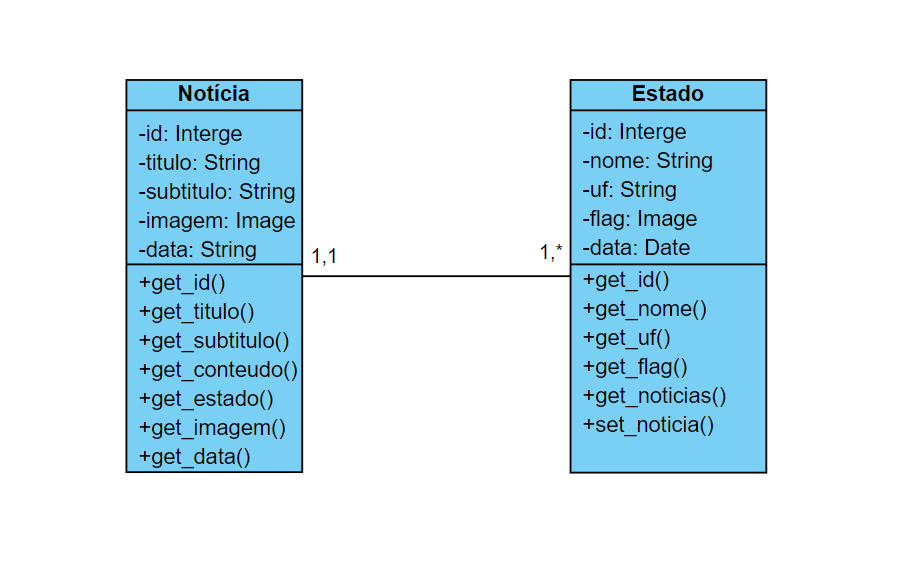 Notícia
-id: Interge
-titulo: String
-subtitulo: String
-imagem: Image
-data: String
+get_id()
+get_titulo()
+get_subtitulo()
+get_conteudo()
+get_estado()
+get_imagem()
+get_data()
1,1
1,*
Estado
-id: Interge
-nome: String
-uf: String
-flag: Image
-data: Date
+get_id()
+get_nome()
+get_uf()
+get_flag()
+get_noticias()
+set_noticia()